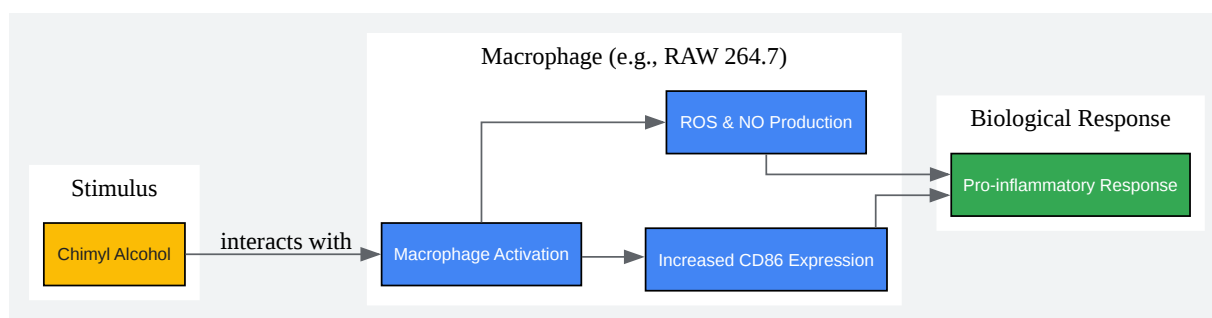 Stimulus
Chimyl Alcohol
interacts with
Macrophage (e.g., RAW 264.7)
Macrophage Activation
ROS & NO Production
Increased CD86 Expression
Biological Response
Pro-inflammatory Response